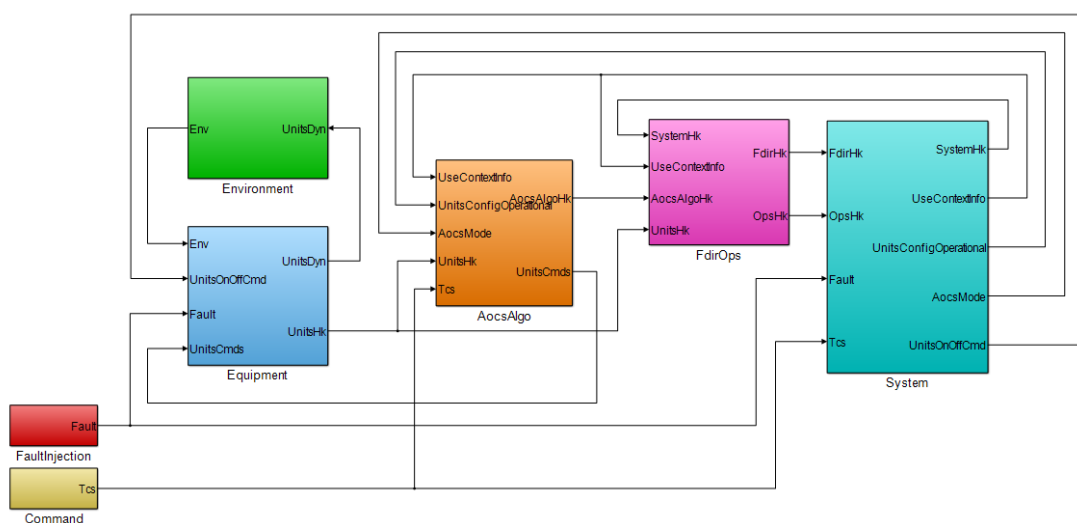 Env
UnitsDyn
Environment
Env
UnitsOnOffCmd
Fault
UnitsCmds
UnitsDyn
UnitsHk
Equipment
UseContextInfo
UnitsConfigOperational
AocsMode
UnitsHk
Tcs
AocsAlgoHk
UnitsCmds
AocsAlgo
SystemHk
UseContextInfo
AocsAlgoHk
UnitsHk
FdirHk
OpsHk
FdirOps
FdirHk
OpsHk
Fault
Tcs
SystemHk
UseContextInfo
UnitsConfigOperational
AocsMode
UnitsOnOffCmd
System
Fault
FaultInjection
Tcs
Command